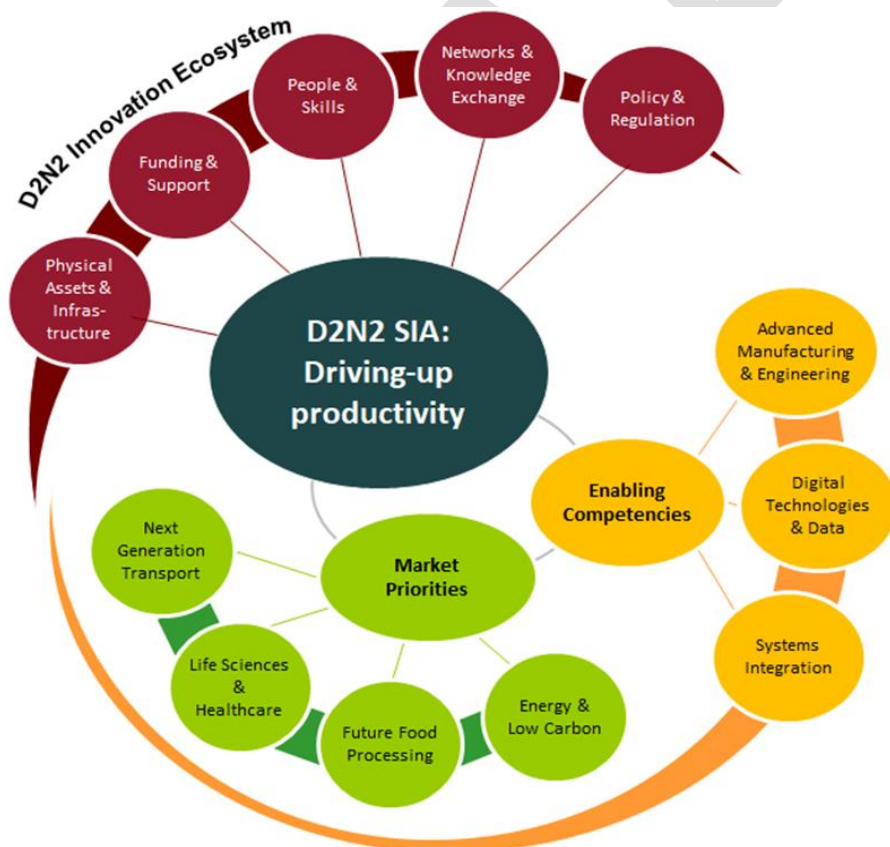 D2N2 Innovation Ecosystem
Networks &
Knowledge
Exchange
People &
Skills
Policy &
Regulation
Funding &
Support
Physical
Assets &
Infras-
tructure
D2N2 SIA:
Driving-up
productivity
Advanced
Manufacturing
& Engineering
Enabling
Competencies
Digital
Technologies
& Data
Systems
Integration
Market
Priorities
Next
Generation
Transport
Life Sciences
&
Healthcare
Future Food
Processing
Energy &
Low Carbon